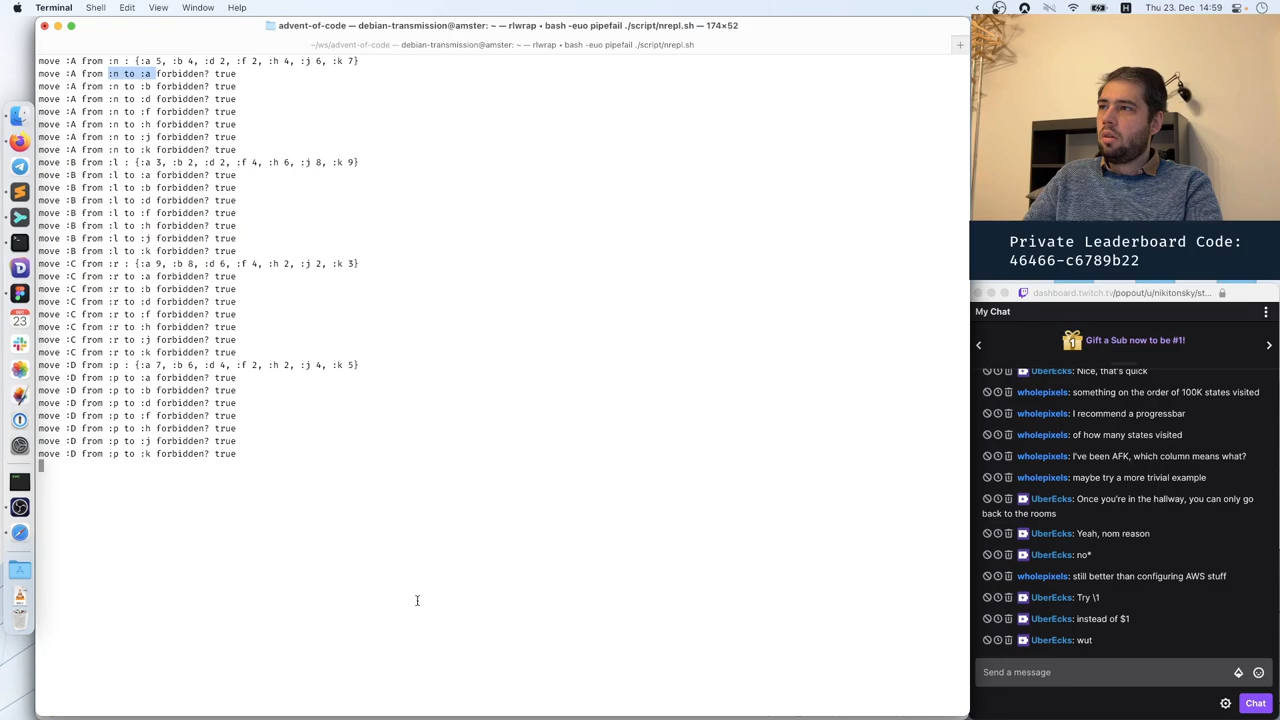 Terminal Shell Edit View Window Help
Thu 23. Dec 14:59
advent-of-code — debian-transmission@amster: ~ — rlwrap • bash -euo pipefail ./script/nrepl.sh — 174×52
~/ws/advent-of-code — debian-transmission@amster: ~ — rlwrap • bash -euo pipefail ./script/nrepl.sh
move :A from :n : {:a 5, :b 4, :d 2, :f 2, :h 4, :j 6, :k 7}
move :A from :n to :a forbidden? true
move :A from :n to :b forbidden? true
move :A from :n to :d forbidden? true
move :A from :n to :f forbidden? true
move :A from :n to :h forbidden? true
move :A from :n to :j forbidden? true
move :A from :n to :k forbidden? true
move :B from :l : {:a 3, :b 2, :d 2, :f 4, :h 6, :j 8, :k 9}
move :B from :l to :a forbidden? true
move :B from :l to :b forbidden? true
move :B from :l to :d forbidden? true
move :B from :l to :f forbidden? true
move :B from :l to :h forbidden? true
move :B from :l to :j forbidden? true
move :B from :l to :k forbidden? true
move :C from :r : {:a 9, :b 8, :d 6, :f 4, :h 2, :j 2, :k 3}
move :C from :r to :a forbidden? true
move :C from :r to :b forbidden? true
move :C from :r to :d forbidden? true
move :C from :r to :f forbidden? true
move :C from :r to :h forbidden? true
move :C from :r to :j forbidden? true
move :C from :r to :k forbidden? true
move :D from :p : {:a 7, :b 6, :d 4, :f 2, :h 2, :j 4, :k 5}
move :D from :p to :a forbidden? true
move :D from :p to :b forbidden? true
move :D from :p to :d forbidden? true
move :D from :p to :f forbidden? true
move :D from :p to :h forbidden? true
move :D from :p to :j forbidden? true
move :D from :p to :k forbidden? true
DEC
23
Private Leaderboard Code:
46466-c6789b22
dashboard.twitch.tv/popout/u/nikitonsky/st...
My Chat
1
Gift a Sub now to be #1!
UberEcks: Nice, that's quick
wholepixels: something on the order of 100K states visited
wholepixels: I recommend a progressbar
wholepixels: of how many states visited
wholepixels: I've been AFK, which column means what?
wholepixels: maybe try a more trivial example
UberEcks: Once you're in the hallway, you can only go
back to the rooms
UberEcks: Yeah, nom reason
UberEcks: no*
wholepixels: still better than configuring AWS stuff
UberEcks: Try \1
UberEcks: instead of $1
UberEcks: wut
Send a message
Chat